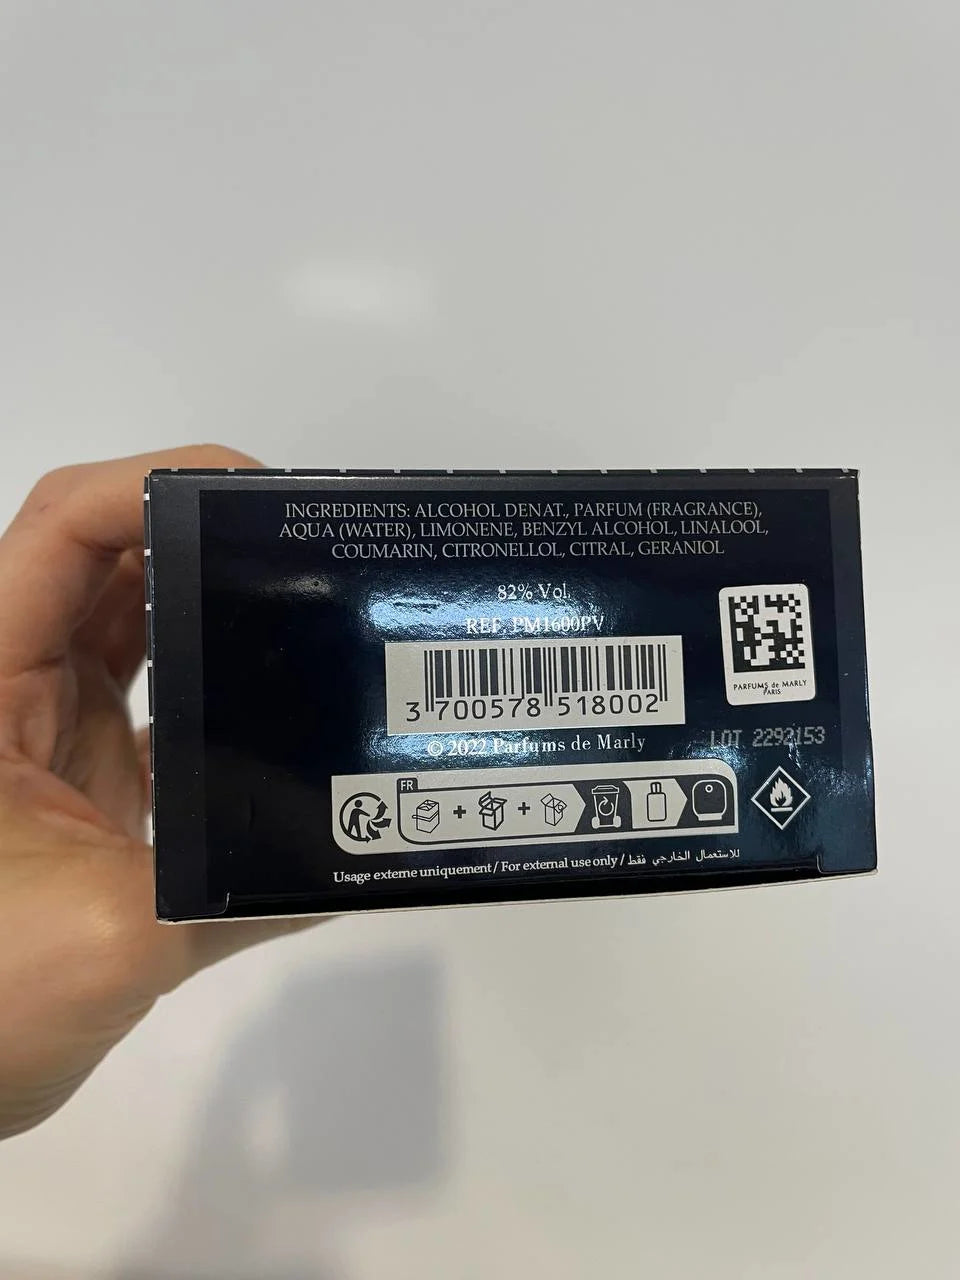 INGREDIENTS: ALCOHOL DENAT., PARFUM (FRAGRANCE),
AQUA (WATER), LIMONENE, BENZYL ALCOHOL, LINALOOL,
COUMARIN, CITRONELLOL, CITRAL, GERANIOL
82% Vol.
REF PM1600PV
3 700578 518002
PARFUMS de MARLY
PARIS
© 2022 Parfums de Marly
LOT 2292153
FR
Usage externe uniquement / For external use only / للاستعمال الخارجي فقط